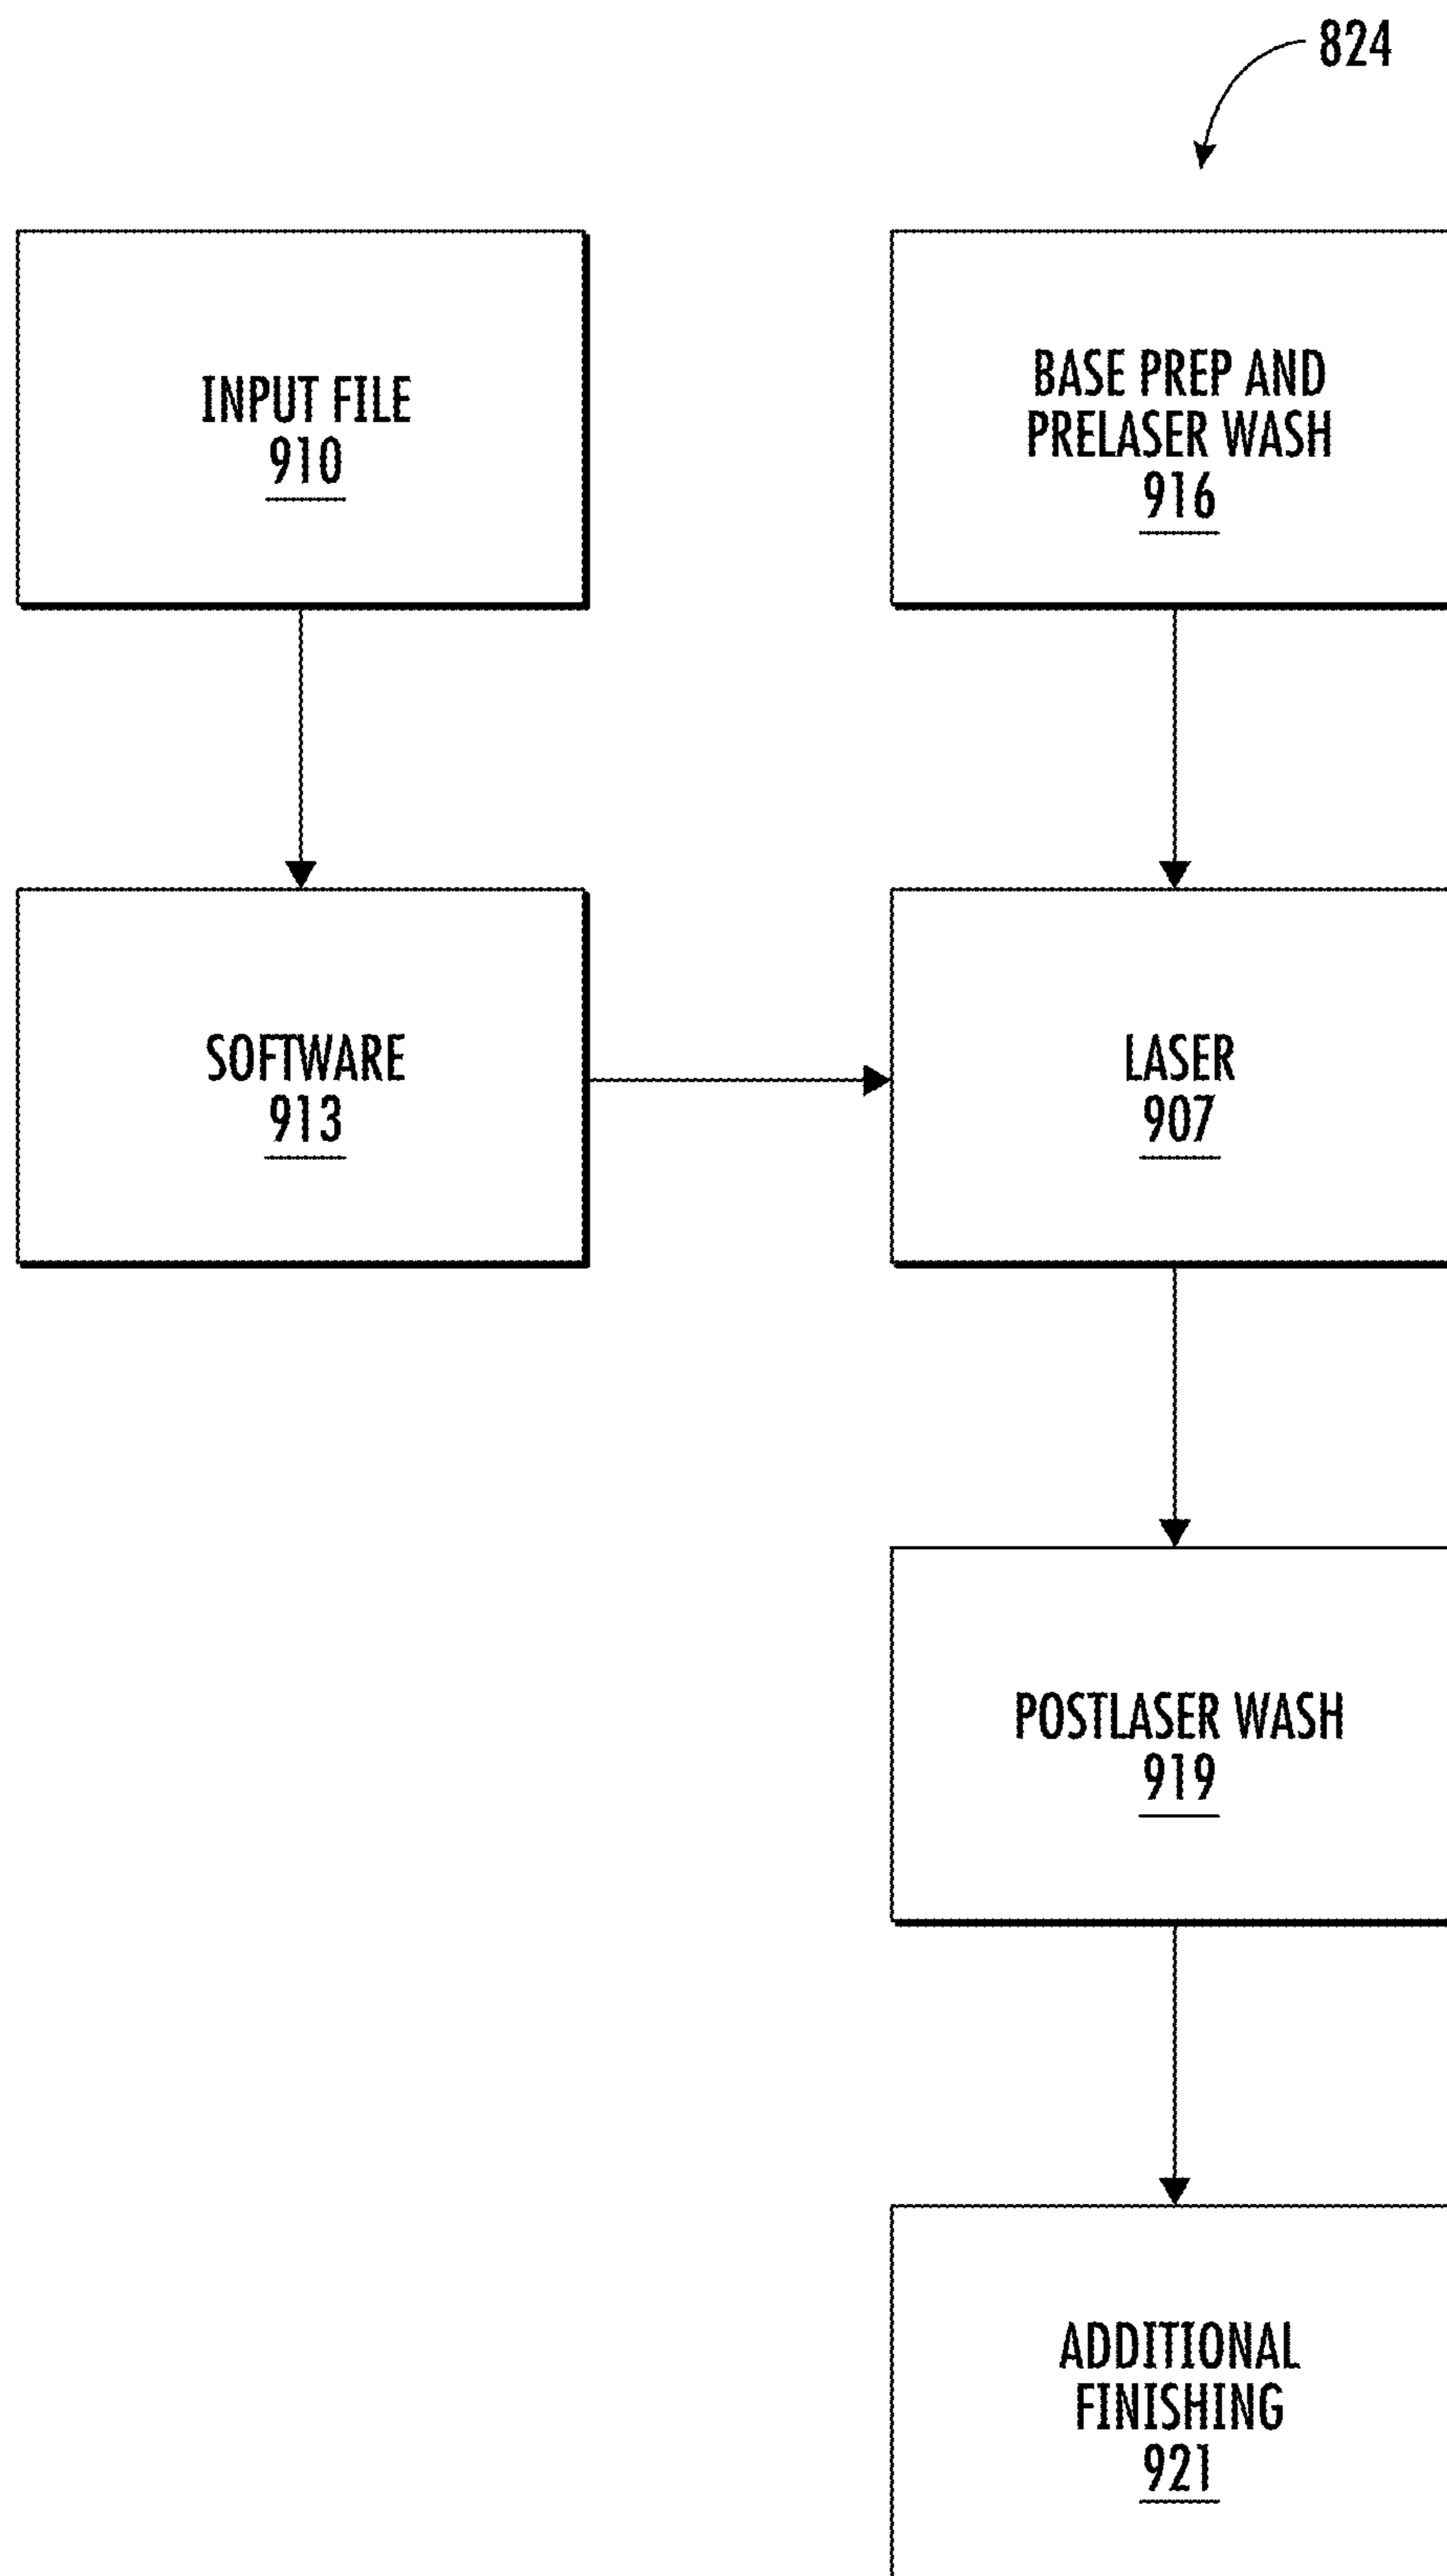 824
INPUT FILE
910
BASE PREP AND
PRELASER WASH
916
SOFTWARE
913
LASER
907
POSTLASER WASH
919
ADDITIONAL
FINISHING
921